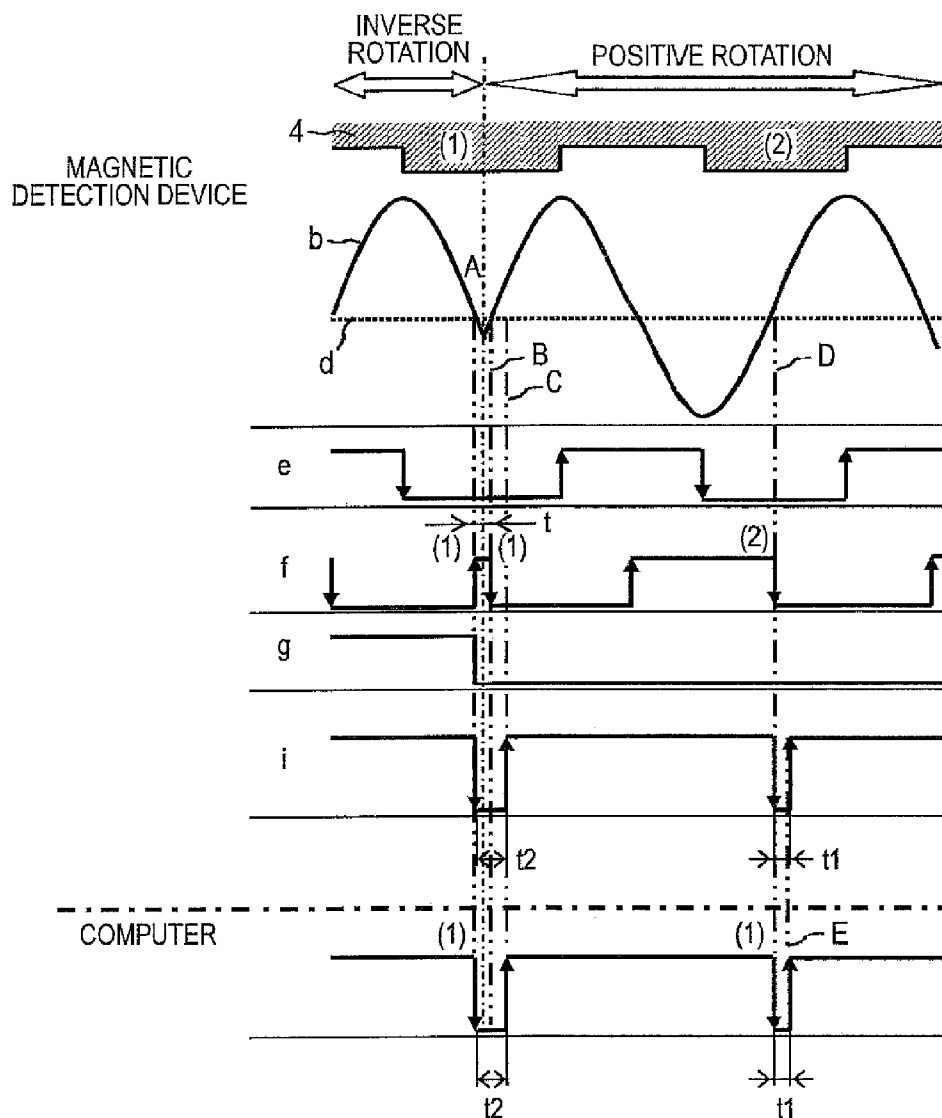 INVERSE
ROTATION
POSITIVE ROTATION
4
(1)
(2)
MAGNETIC
DETECTION DEVICE
b
A
d
B
C
D
e
t
(1)
(1)
(2)
f
g
i
t2
t1
COMPUTER
(1)
(1)
E
t2
t1